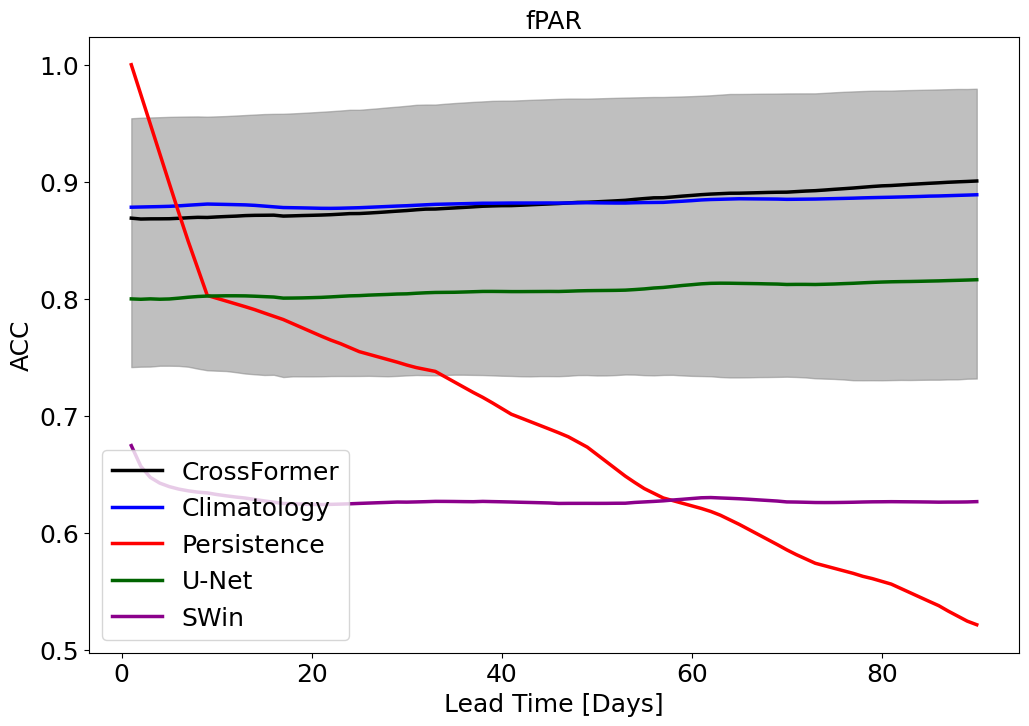 fPAR
1.0
0.9
0.8
0.7
0.6
0.5
ACC
CrossFormer
Climatology
Persistence
U-Net
SWin
0 20 40 60 80
Lead Time [Days]